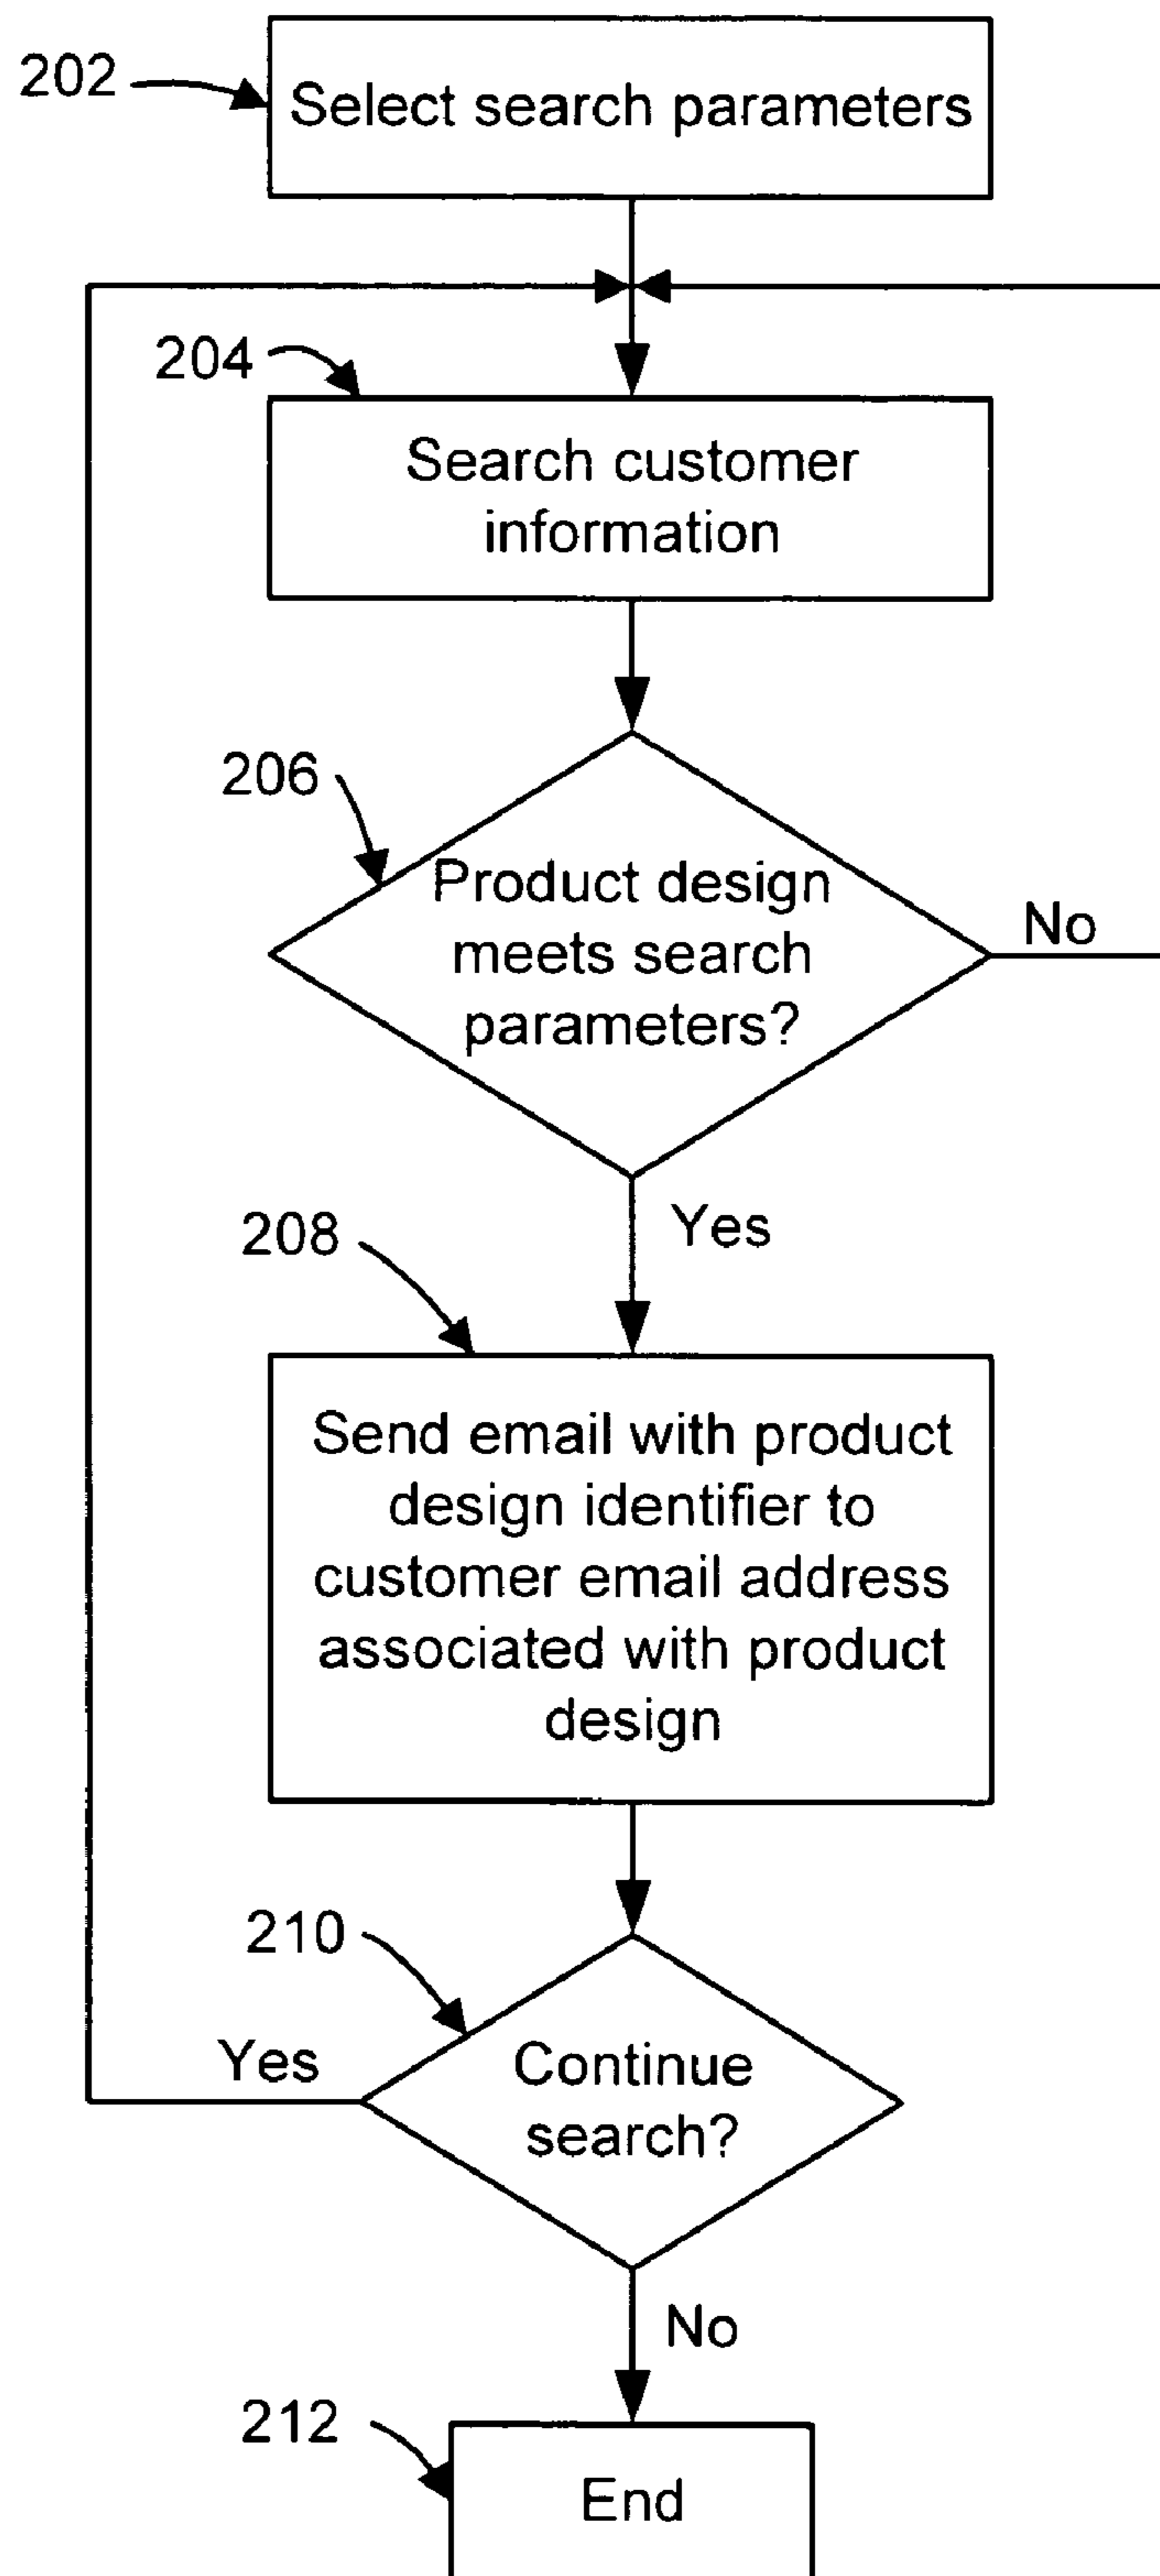 202
Select search parameters
204
Search customer
information
206
Product design
meets search
parameters?
No
Yes
208
Send email with product
design identifier to
customer email address
associated with product
design
210
Yes
Continue
search?
No
212
End